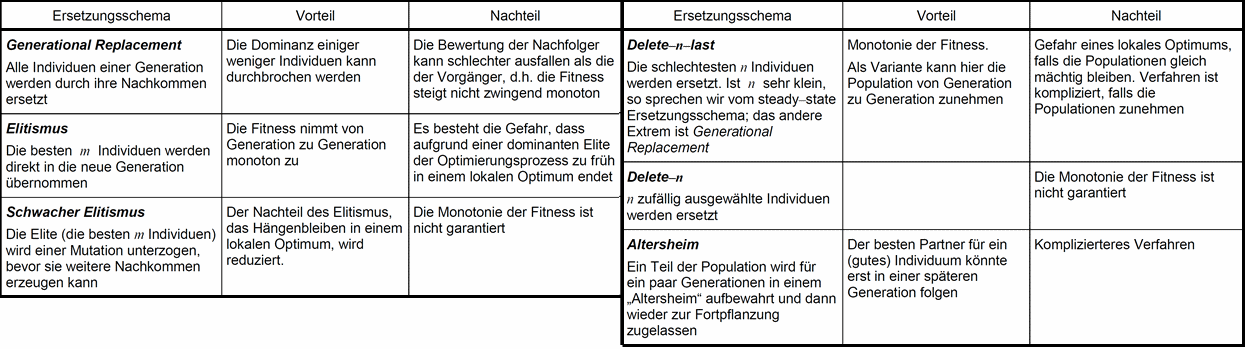 Ersetzungsschema
Vorteil
Nachteil
Generational Replacement
Alle Individuen einer Generation
werden durch ihre Nachkommen
ersetzt
Die Dominanz einiger
weniger Individuen kann
durchbrochen werden
Die Bewertung der Nachfolger
kann schlechter ausfallen als die
der Vorgänger, d.h. die Fitness
steigt nicht zwingend monoton
Elitismus
Die besten m Individuen werden
direkt in die neue Generation
übernommen
Die Fitness nimmt von
Generation zu Generation
monoton zu
Es besteht die Gefahr, dass
aufgrund einer dominanten Elite
der Optimierungsprozess zu früh
in einem lokalen Optimum endet
Schwacher Elitismus
Die Elite (die besten m Individuen)
wird einer Mutation unterzogen,
bevor sie weitere Nachkommen
erzeugen kann
Der Nachteil des Elitismus,
das Hängenbleiben in einem
lokalen Optimum, wird
reduziert.
Die Monotonie der Fitness ist
nicht garantiert
Ersetzungsschema
Vorteil
Nachteil
Delete–n–last
Die schlechtesten n Individuen
werden ersetzt. Ist n sehr klein,
so sprechen wir vom steady–state
Ersetzungsschema; das andere
Extrem ist Generational
Replacement
Monotonie der Fitness.
Als Variante kann hier die
Population von Generation
zu Generation zunehmen
Gefahr eines lokales Optimums,
falls die Populationen gleich
mächtig bleiben. Verfahren ist
kompliziert, falls die
Populationen zunehmen
Delete–n
n zufällig ausgewählte Individuen
werden ersetzt
Die Monotonie der Fitness ist
nicht garantiert
Altersheim
Ein Teil der Population wird für
ein paar Generationen in einem
„Altersheim“ aufbewahrt und dann
wieder zur Fortpflanzung
zugelassen
Der besten Partner für ein
(gutes) Individuum könnte
erst in einer späteren
Generation folgen
Komplizierteres Verfahren